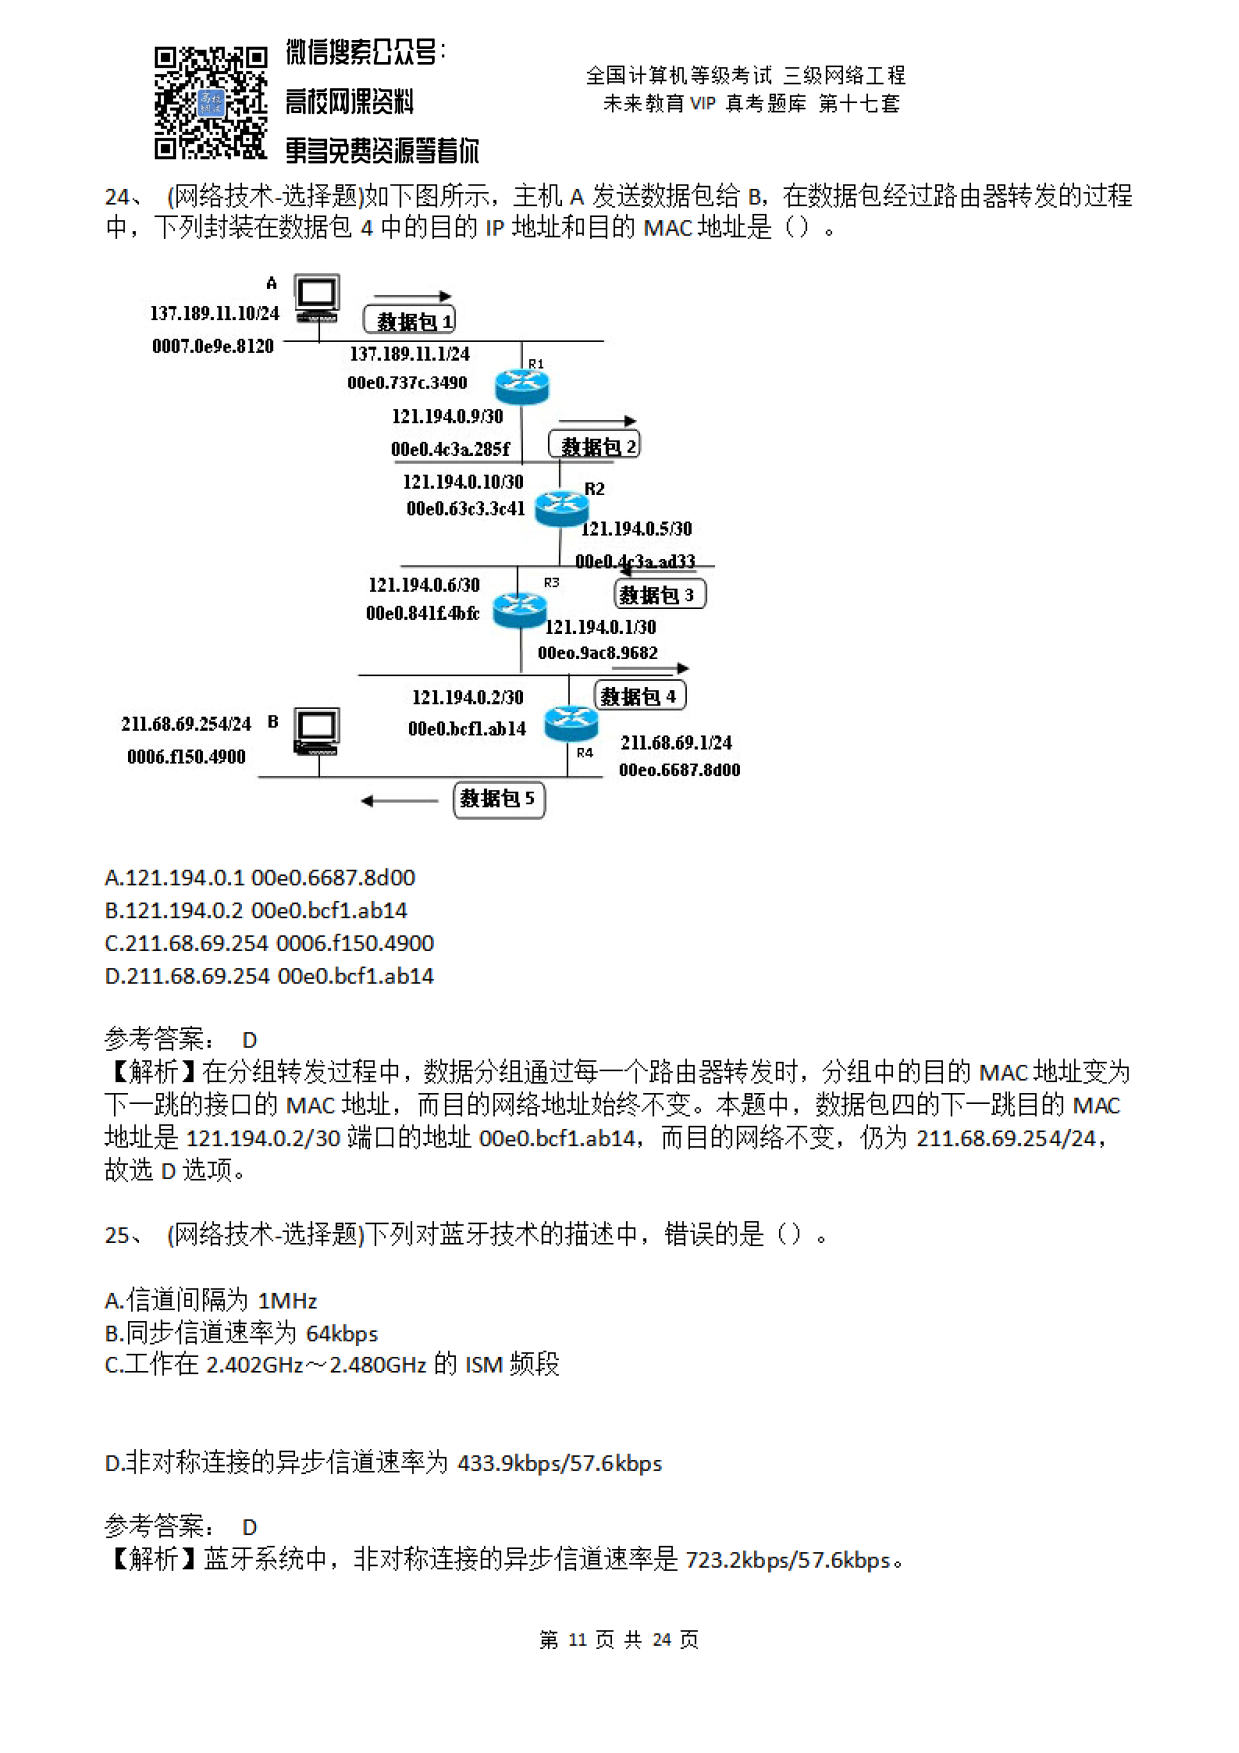 微信搜索公众号：
高校网课资料
更多免费资源等着你
高校
网课
全国计算机等级考试 三级网络工程
未来教育 VIP 真考题库 第十七套
24、 (网络技术-选择题)如下图所示，主机 A 发送数据包给 B，在数据包经过路由器转发的过程
中，下列封装在数据包 4 中的目的 IP 地址和目的 MAC 地址是（）。
A
137.189.11.10/24
0007.0e9e.8120
数据包 1
137.189.11.1/24
R1
00e0.737c.3490
121.194.0.9/30
00e0.4c3a.285f
数据包 2
121.194.0.10/30
R2
00e0.63c3.3c41
121.194.0.5/30
00e0.4c3a.ad33
121.194.0.6/30
R3
数据包 3
00e0.841f.4bfc
121.194.0.1/30
00eo.9ac8.9682
121.194.0.2/30
数据包 4
00e0.bcf1.ab14
211.68.69.254/24 B
0006.f150.4900
R4
211.68.69.1/24
00eo.6687.8d00
数据包 5
A.121.194.0.1 00e0.6687.8d00
B.121.194.0.2 00e0.bcf1.ab14
C.211.68.69.254 0006.f150.4900
D.211.68.69.254 00e0.bcf1.ab14
参考答案： D
【解析】在分组转发过程中，数据分组通过每一个路由器转发时，分组中的目的 MAC 地址变为
下一跳的接口的 MAC 地址，而目的网络地址始终不变。本题中，数据包四的下一跳目的 MAC
地址是 121.194.0.2/30 端口的地址 00e0.bcf1.ab14，而目的网络不变，仍为 211.68.69.254/24，
故选 D 选项。
25、 (网络技术-选择题)下列对蓝牙技术的描述中，错误的是（）。
A.信道间隔为 1MHz
B.同步信道速率为 64kbps
C.工作在 2.402GHz～2.480GHz 的 ISM 频段
D.非对称连接的异步信道速率为 433.9kbps/57.6kbps
参考答案： D
【解析】蓝牙系统中，非对称连接的异步信道速率是 723.2kbps/57.6kbps。
第 11 页 共 24 页